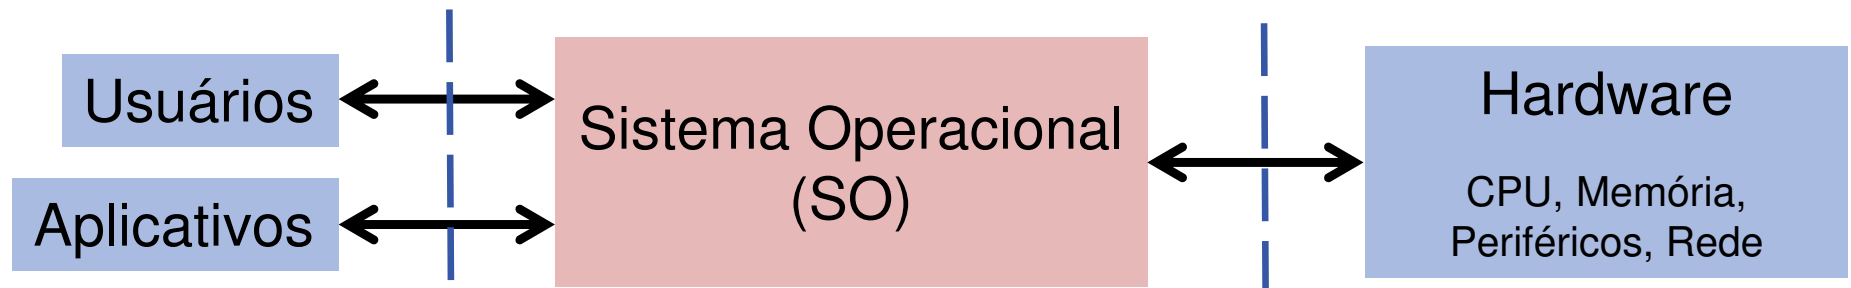 Usuários
Aplicativos
Sistema Operacional
(SO)
Hardware
CPU, Memória,
Periféricos, Rede